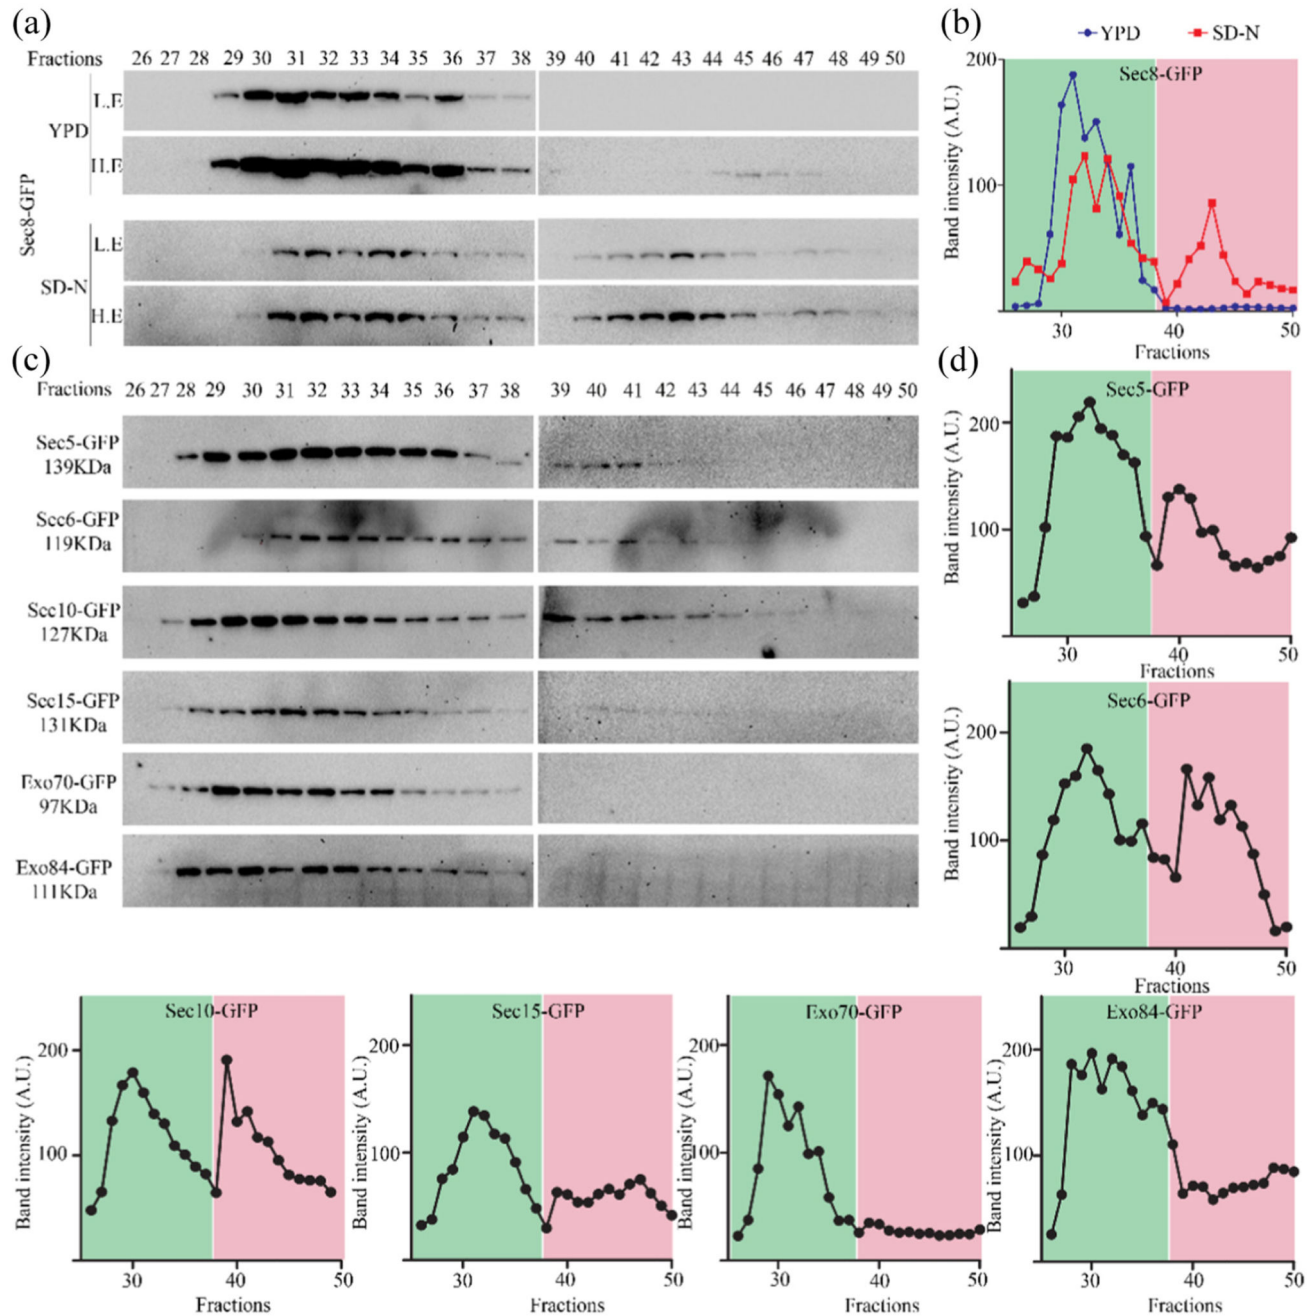 (a)
Fractions 26 27 28 29 30 31 32 33 34 35 36 37 38 39 40 41 42 43 44 45 46 47 48 49 50
Sec8-GFP
YPD
L.E
H.E
SD-N
L.E
H.E
(b)
YPD SD-N
Sec8-GFP
Band intensity (A.U.)
200
100
30 40 50
Fractions
(c)
Fractions 26 27 28 29 30 31 32 33 34 35 36 37 38 39 40 41 42 43 44 45 46 47 48 49 50
Sec5-GFP
139KDa
Sec6-GFP
119KDa
Sec10-GFP
127KDa
Sec15-GFP
131KDa
Exo70-GFP
97KDa
Exo84-GFP
111KDa
(d)
Sec5-GFP
Band intensity (A.U.)
200
100
30 40 50
Fractions
Sec6-GFP
Band intensity (A.U.)
200
100
30 40 50
Fractions
Sec10-GFP
Band intensity (A.U.)
200
100
30 40 50
Fractions
Sec15-GFP
Band intensity (A.U.)
200
100
30 40 50
Fractions
Exo70-GFP
Band intensity (A.U.)
200
100
30 40 50
Fractions
Exo84-GFP
Band intensity (A.U.)
200
100
30 40 50
Fractions